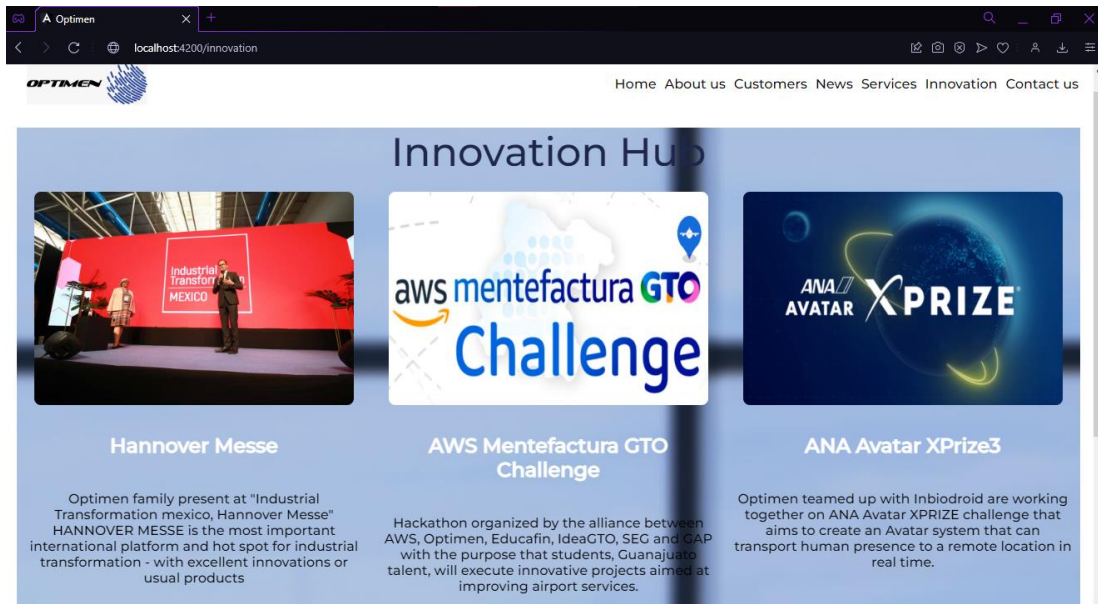 Optimen
localhost:4200/innovation
OPTIMEN
Home About us Customers News Services Innovation Contact us
Innovation Hub
Industrial
Transformation
MEXICO
aws mentefactura GTO
Challenge
ANA
AVATAR
XPRIZE
Hannover Messe
Optimen family present at "Industrial
Transformation mexico, Hannover Messe"
HANNOVER MESSE is the most important
international platform and hot spot for industrial
transformation - with excellent innovations or
usual products
AWS Mentefactura GTO
Challenge
Hackathon organized by the alliance between
AWS, Optimen, Educafin, IdeaGTO, SEG and GAP
with the purpose that students, Guanajuato
talent, will execute innovative projects aimed at
improving airport services.
ANA Avatar XPrize3
Optimen teamed up with Inbiodroid are working
together on ANA Avatar XPRIZE challenge that
aims to create an Avatar system that can
transport human presence to a remote location in
real time.